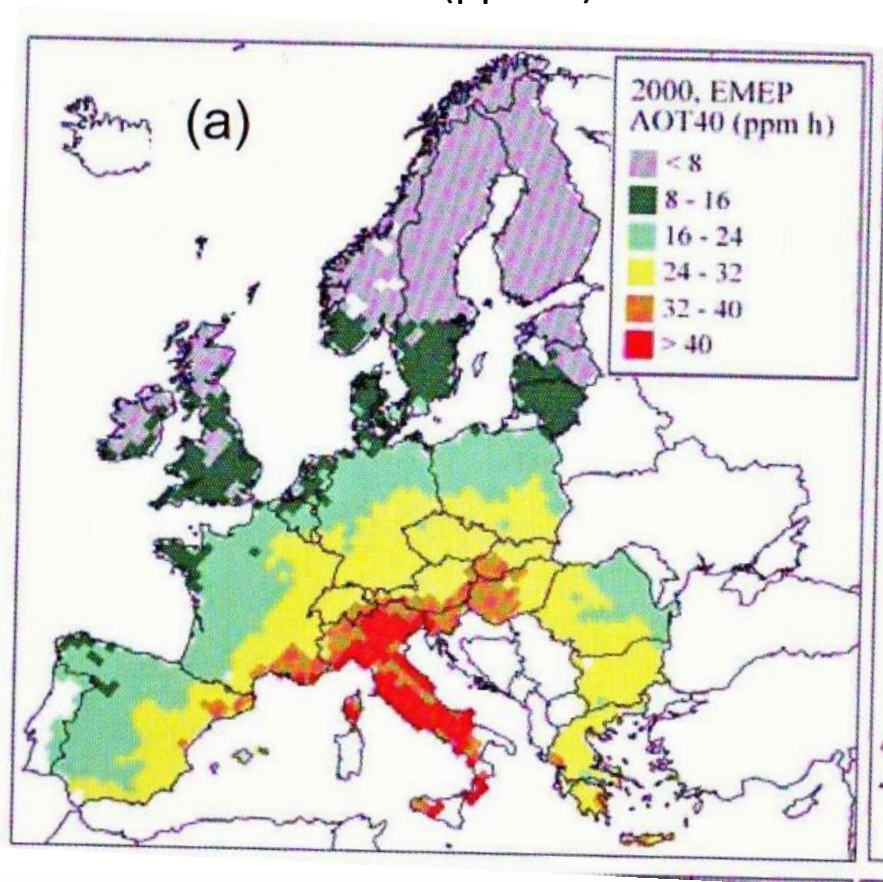 (a)
2000, EMEP
AOT40 (ppm h)
< 8
8 - 16
16 - 24
24 - 32
32 - 40
> 40